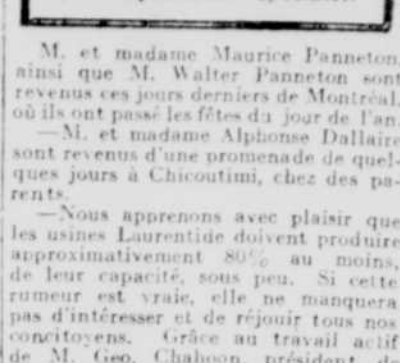 M. et madame Maurice Panneton,
ainsi que M. Walter Panneton sont
revenus ces jours derniers de Montréal,
où ils ont passé les fêtes du jour de l'an.
—M. et madame Alphonse Dallaire
sont revenus d'une promenade de quel-
ques jours à Chicoutimi, chez des pa-
rents.
—Nous apprenons avec plaisir que
les usines Laurentide doivent produire
approximativement 80% au moins,
de leur capacité, sous peu. Si cette
rumeur est vraie, elle ne manquera
pas d'intéresser et de réjouir tous nos
concitoyens. Grâce au travail actif
de M. Geo. Chahoon, président de